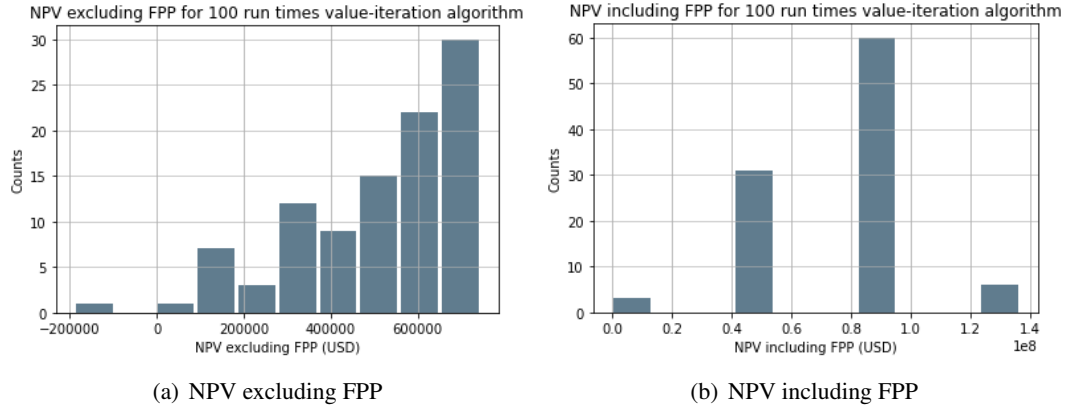 NPV excluding FPP for 100 run times value-iteration algorithm
30
25
20
15
10
5
0
Counts
−200000 0 200000 400000 600000
NPV excluding FPP (USD)
(a) NPV excluding FPP
NPV including FPP for 100 run times value-iteration algorithm
60
50
40
30
20
10
0
Counts
0.0 0.2 0.4 0.6 0.8 1.0 1.2 1.4
1e8
NPV including FPP (USD)
(b) NPV including FPP